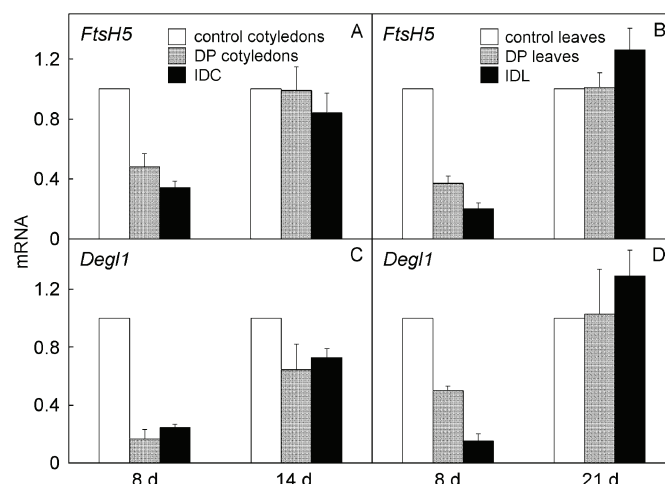 FtsH5
control cotyledons
A
DP cotyledons
IDC
FtsH5
control leaves
B
DP leaves
IDL
1.2
0.8
0.4
0
mRNA
Degl1
C
Degl1
D
1.2
0.8
0.4
0
8 d
14 d
8 d
21 d